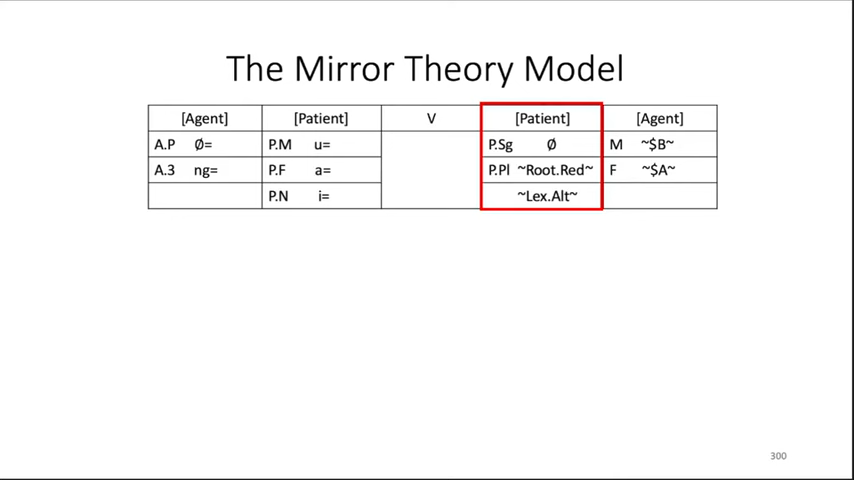 The Mirror Theory Model
[Agent] [Patient] V [Patient] [Agent]
A.P Ø= P.M u= P.Sg Ø M ~$B~
A.3 ng= P.F a= P.Pl ~Root.Red~ F ~$A~
P.N i= ~Lex.Alt~
300